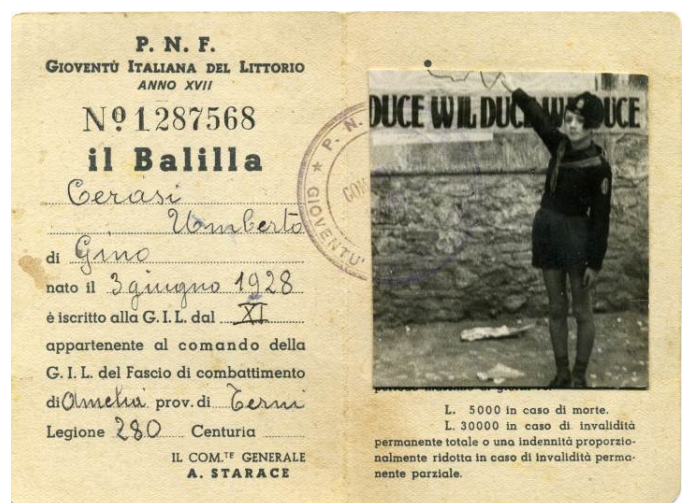 P. N. F.
GIOVENTÙ ITALIANA DEL LITTORIO
ANNO XVII
Nº 1287568
il Balilla
Cerasi
Umberto
di Gino
nato il 3 giugno 1928
è iscritto alla G. I. L. dal XI
appartenente al comando della
G. I. L. del Fascio di combattimento
di Amelia prov. di Terni
Legione 280 Centuria
IL COM.TE GENERALE
A. STARACE
P. N.
GIOVENTU'
DUCE W IL DUCE W DUCE
L. 5000 in caso di morte.
L. 30000 in caso di invalidità
permanente totale o una indennità proporzio-
nalmente ridotta in caso di invalidità perma-
nente parziale.